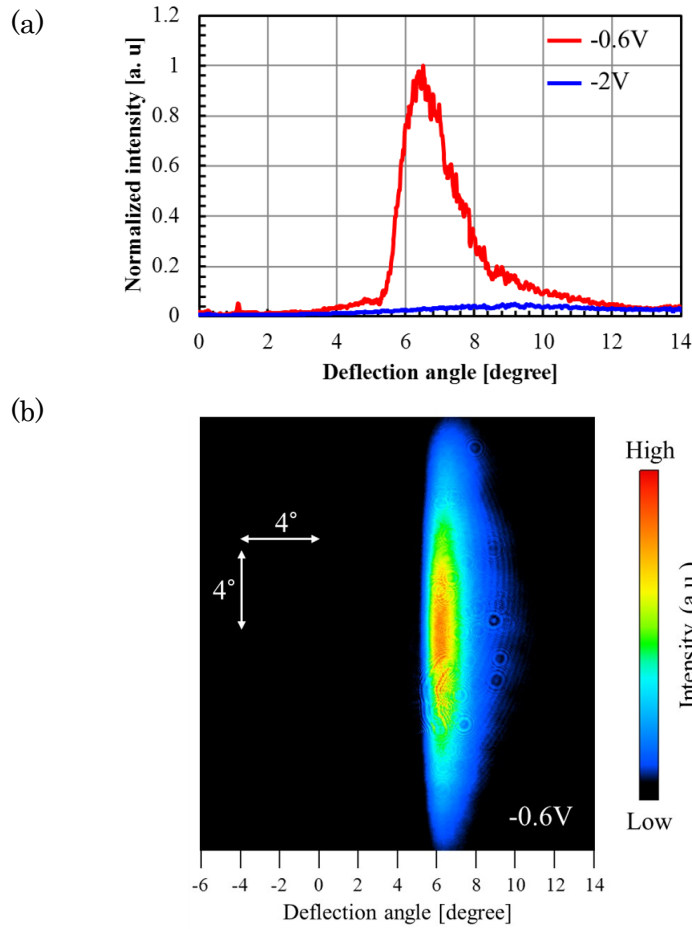 (a)
1.2
1
0.8
0.6
0.4
0.2
0
Normalized intensity [a. u]
-0.6V
-2V
0 2 4 6 8 10 12 14
Deflection angle [degree]
(b)
4°
4°
-0.6V
High
Intensity (a.u.)
Low
-6 -4 -2 0 2 4 6 8 10 12 14
Deflection angle [degree]